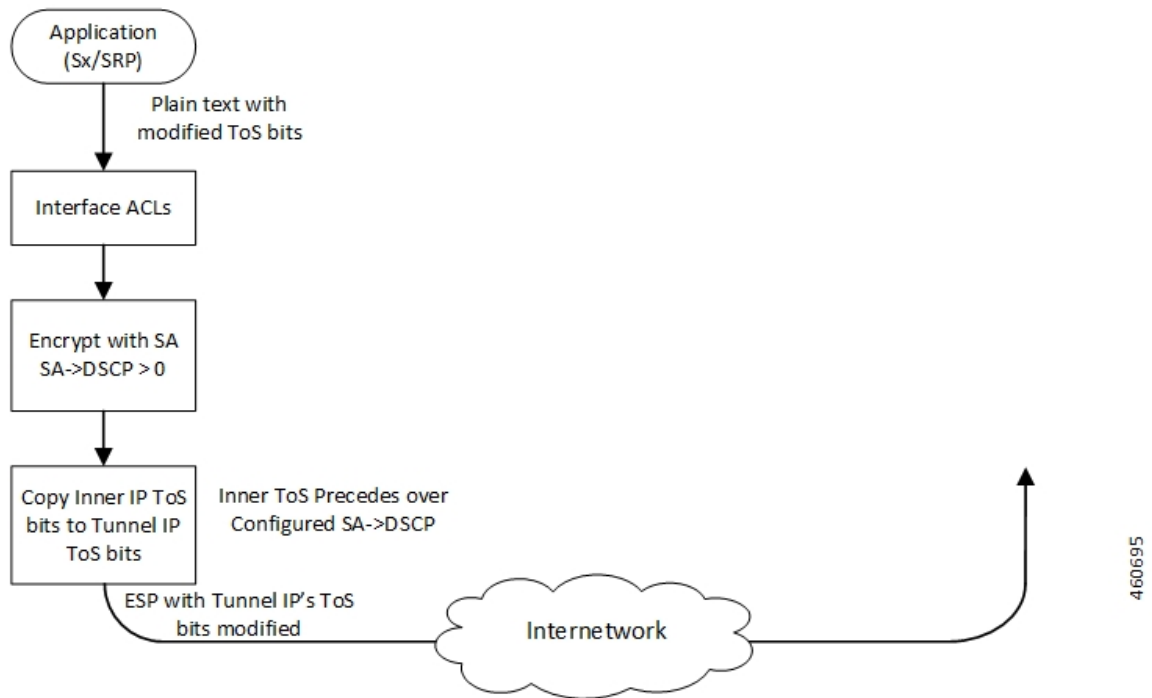 Application
(Sx/SRP)
Plain text with
modified ToS bits
Interface ACLs
Encrypt with SA
SA->DSCP > 0
Copy Inner IP ToS
bits to Tunnel IP
ToS bits
Inner ToS Precedes over
Configured SA->DSCP
ESP with Tunnel IP's ToS
bits modified
Internetwork
460695